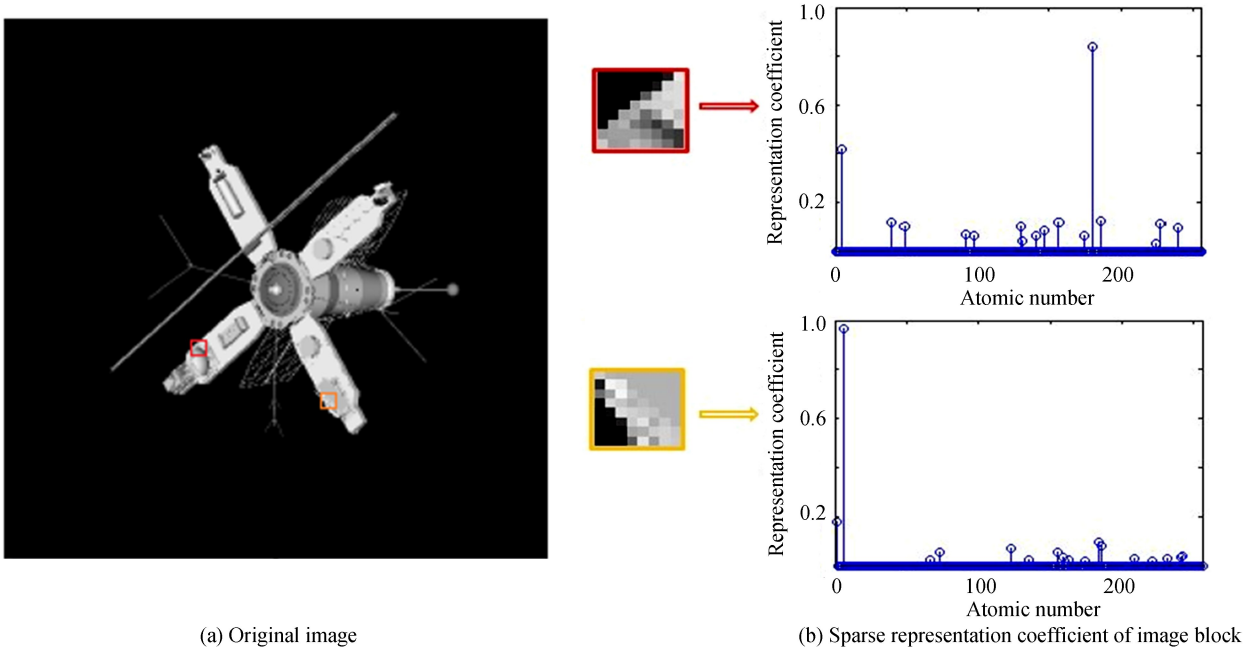 1.0
0.6
0.2
Representation coefficient
0
100
200
Atomic number
1.0
0.6
0.2
Representation coefficient
0
100
200
Atomic number
(a) Original image
(b) Sparse representation coefficient of image block